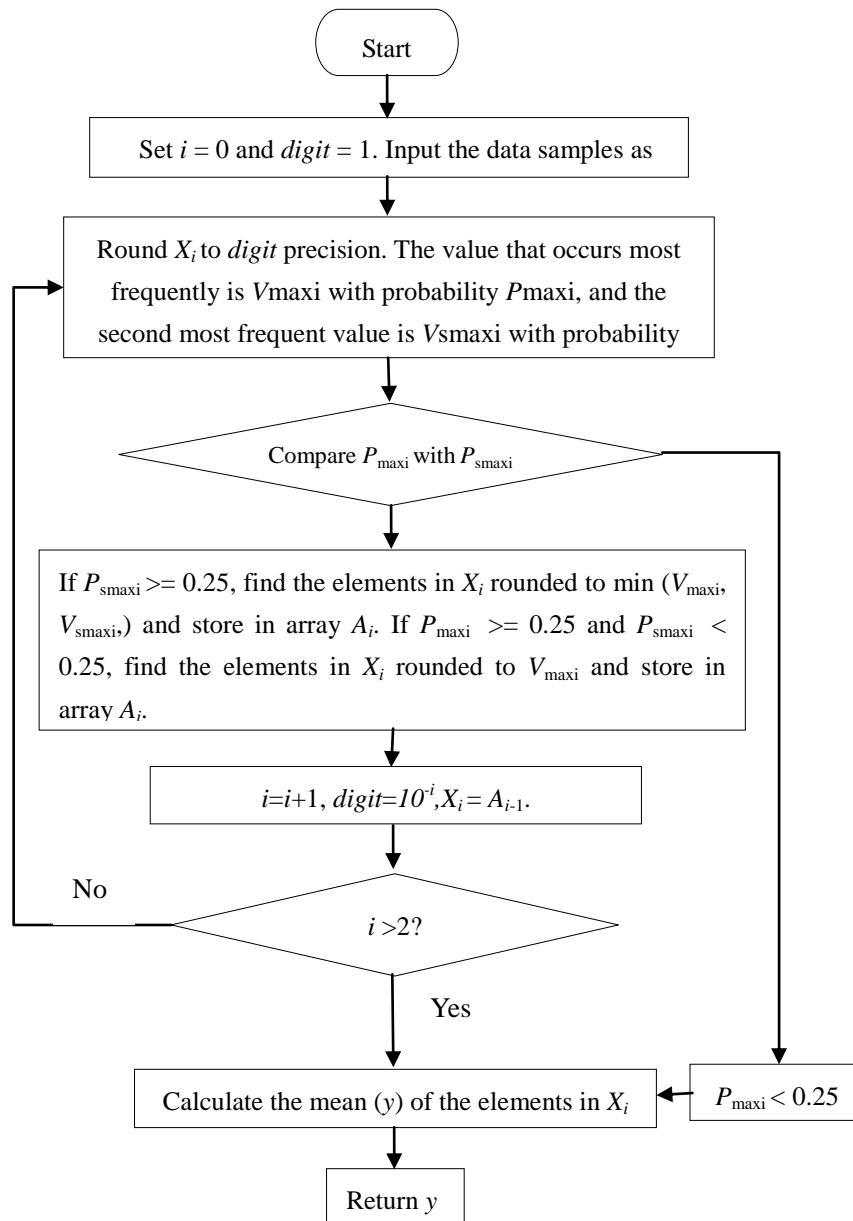 Start
Set i = 0 and digit = 1. Input the data samples as
Round Xi to digit precision. The value that occurs most
frequently is Vmaxi with probability Pmaxi, and the
second most frequent value is Vsmaxi with probability
Compare Pmaxi with Psmaxi
If Psmaxi >= 0.25, find the elements in Xi rounded to min (Vmaxi,
Vsmaxi,) and store in array Ai. If Pmaxi >= 0.25 and Psmaxi <
0.25, find the elements in Xi rounded to Vmaxi and store in
array Ai.
i=i+1, digit=10^-i,Xi = Ai-1.
No
i >2?
Yes
Calculate the mean (y) of the elements in Xi
Pmaxi < 0.25
Return y